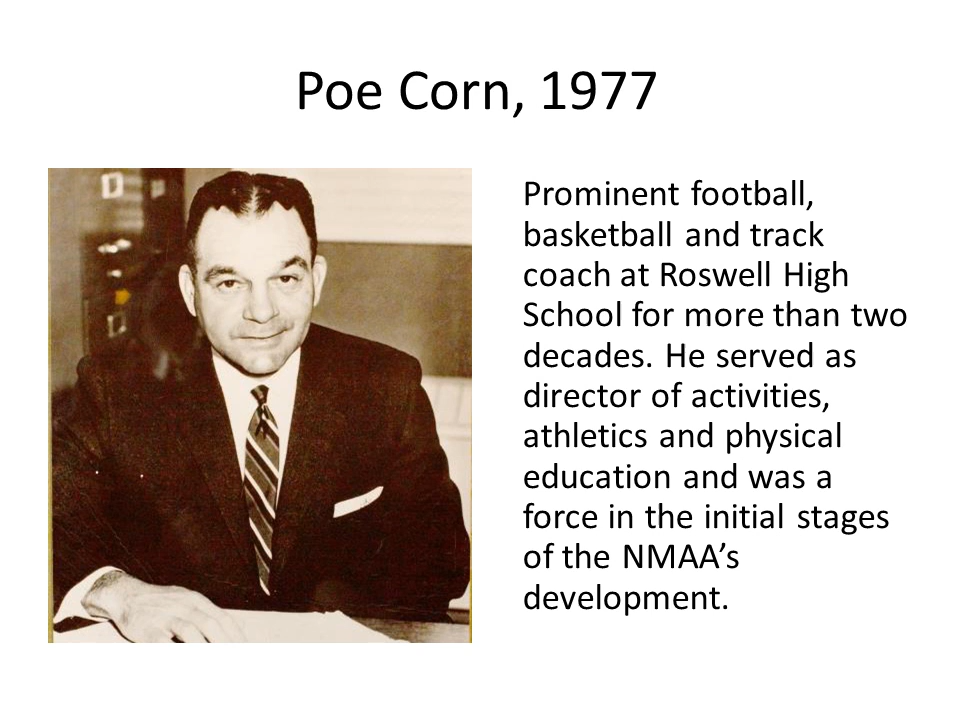 Poe Corn, 1977
Prominent football,
basketball and track
coach at Roswell High
School for more than two
decades. He served as
director of activities,
athletics and physical
education and was a
force in the initial stages
of the NMAA’s
development.